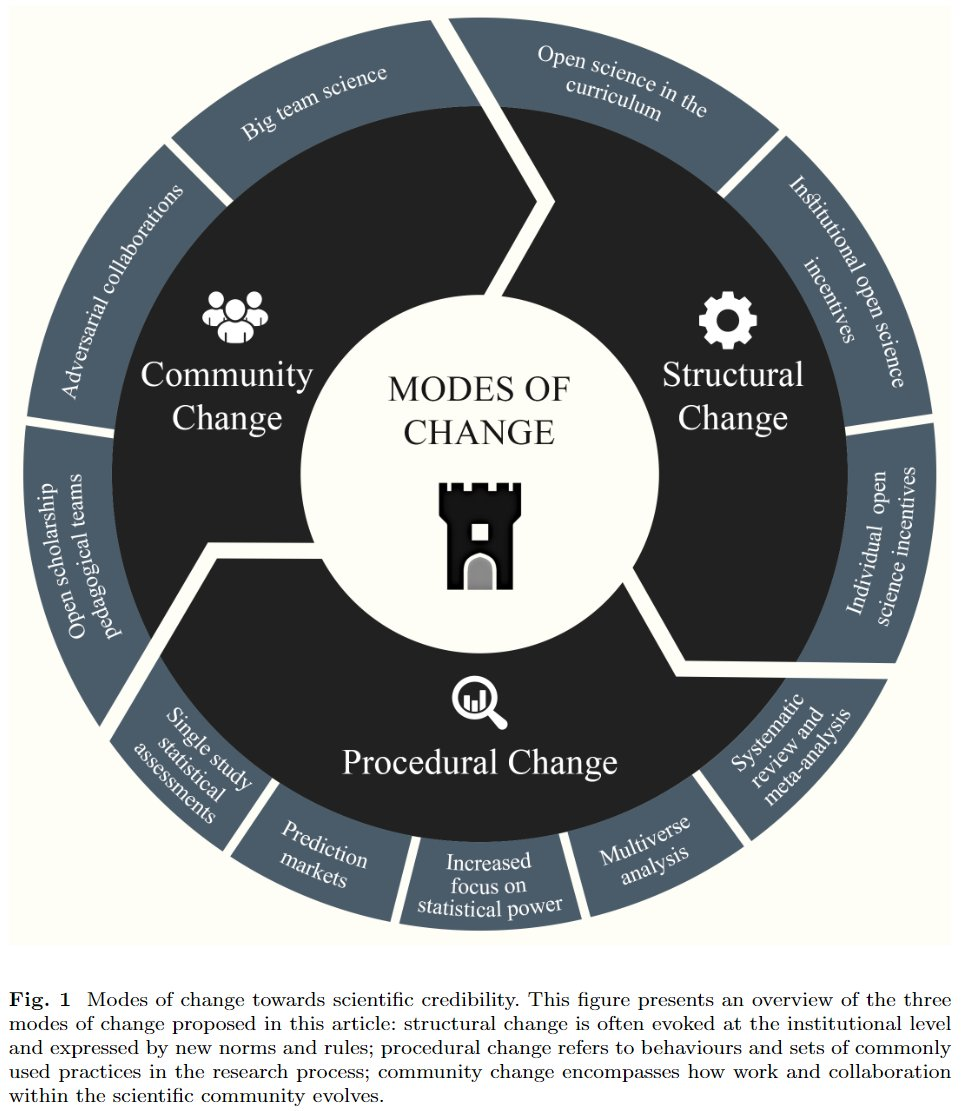 MODES OF
CHANGE
Structural
Change
Open science in the
curriculum
Institutional open science
incentives
Individual open
science incentives
Procedural Change
Systematic
review and
meta-analysis
Multiverse
analysis
Increased
focus on
statistical power
Prediction
markets
Single study
statistical
assessments
Community
Change
Open scholarship
pedagogical teams
Adversarial collaborations
Big team science
Fig. 1 Modes of change towards scientific credibility. This figure presents an overview of the three
modes of change proposed in this article: structural change is often evoked at the institutional level
and expressed by new norms and rules; procedural change refers to behaviours and sets of commonly
used practices in the research process; community change encompasses how work and collaboration
within the scientific community evolves.